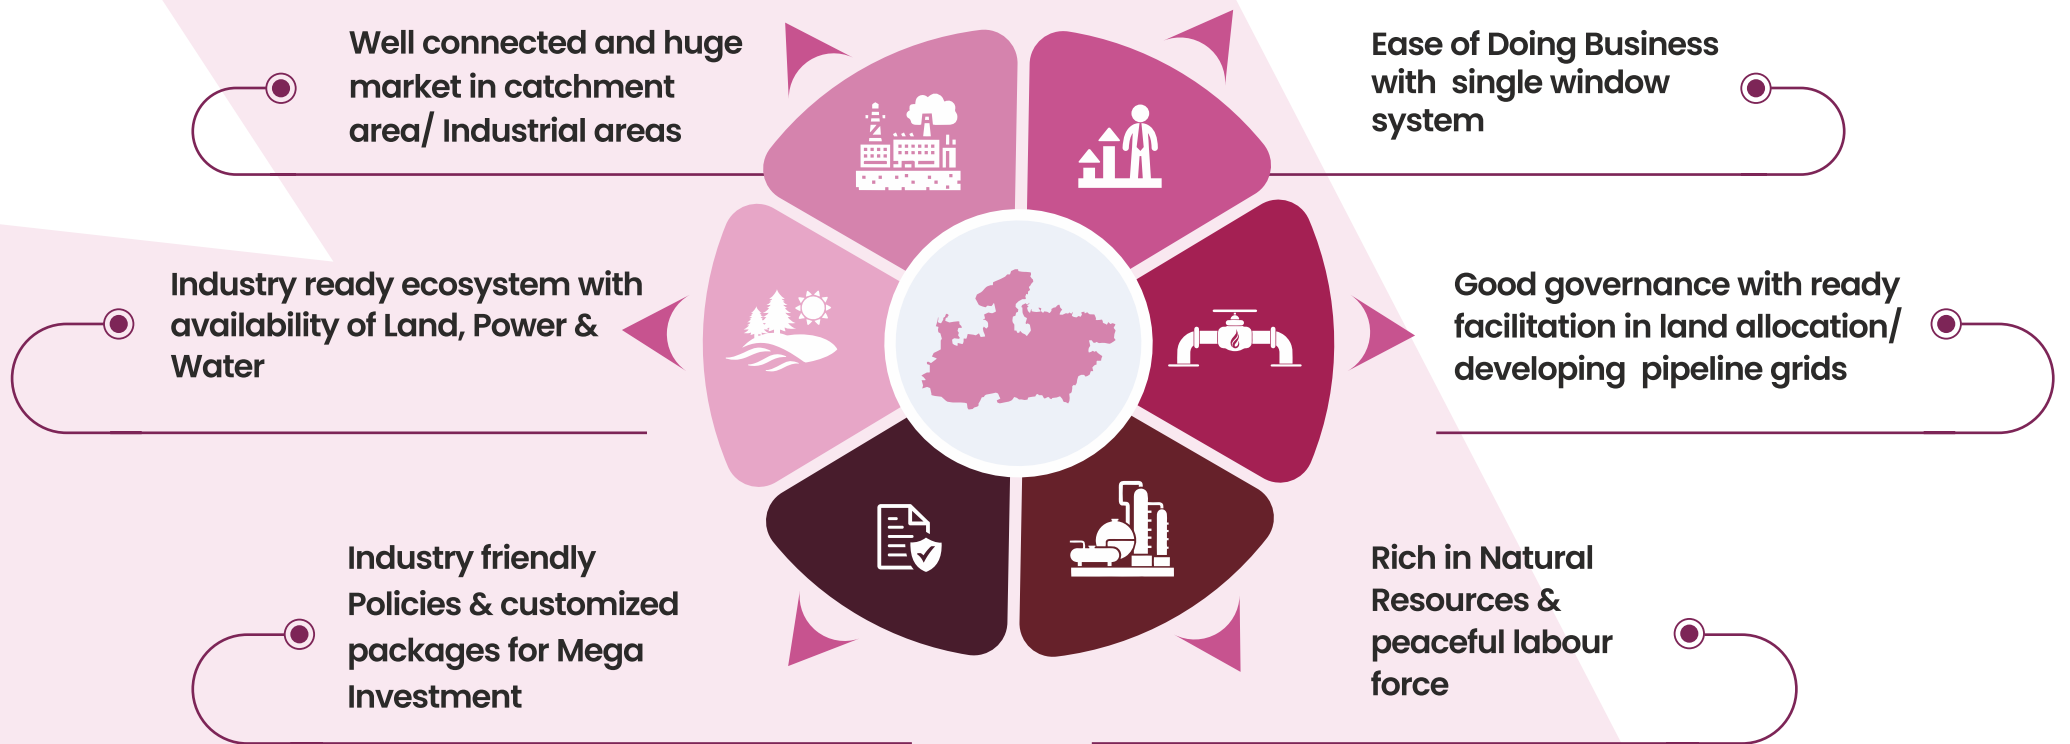 Well connected and huge
market in catchment
area/ Industrial areas
Ease of Doing Business
with  single window
system
Industry ready ecosystem with
availability of Land, Power &
Water
Good governance with ready
facilitation in land allocation/
developing  pipeline grids
Industry friendly
Policies & customized
packages for Mega
Investment
Rich in Natural
Resources &
peaceful labour
force